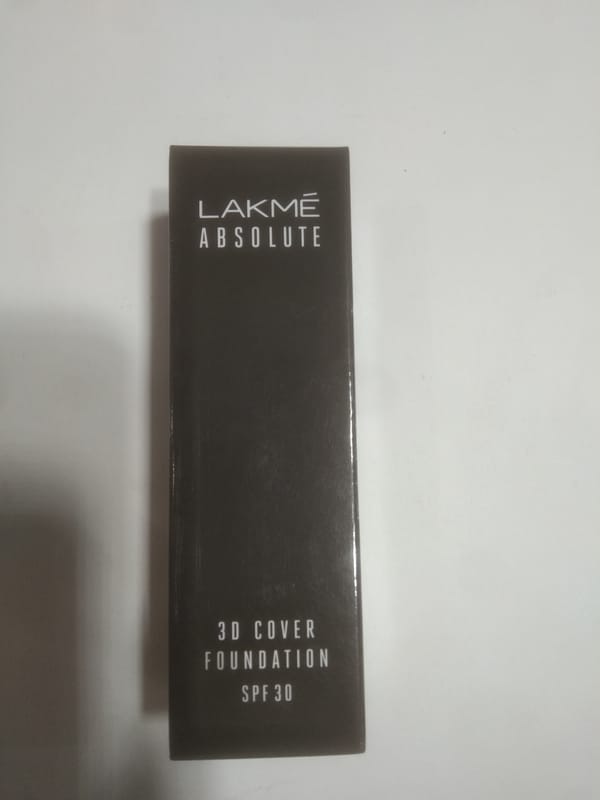 LAKMÉ
ABSOLUTE
3D COVER
FOUNDATION
SPF 30